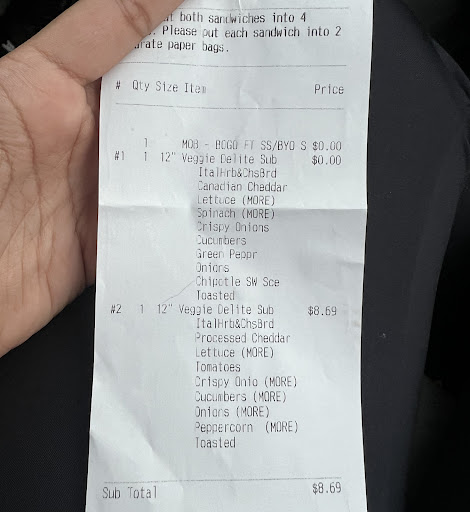 ut both sandwiches into 4
. Please put each sandwich into 2
arate paper bags.
# Qty Size Item Price
1 MOB - BOGO FT SS/BYO S $0.00
#1 1 12" Veggie Delite Sub $0.00
ItalHrb&ChsBrd
Canadian Cheddar
Lettuce (MORE)
Spinach (MORE)
Crispy Onions
Cucumbers
Green Peppr
Onions
Chipotle SW Sce
Toasted
#2 1 12" Veggie Delite Sub $8.69
ItalHrb&ChsBrd
Processed Cheddar
Lettuce (MORE)
Tomatoes
Crispy Onio (MORE)
Cucumbers (MORE)
Onions (MORE)
Peppercorn (MORE)
Toasted
Sub Total $8.69